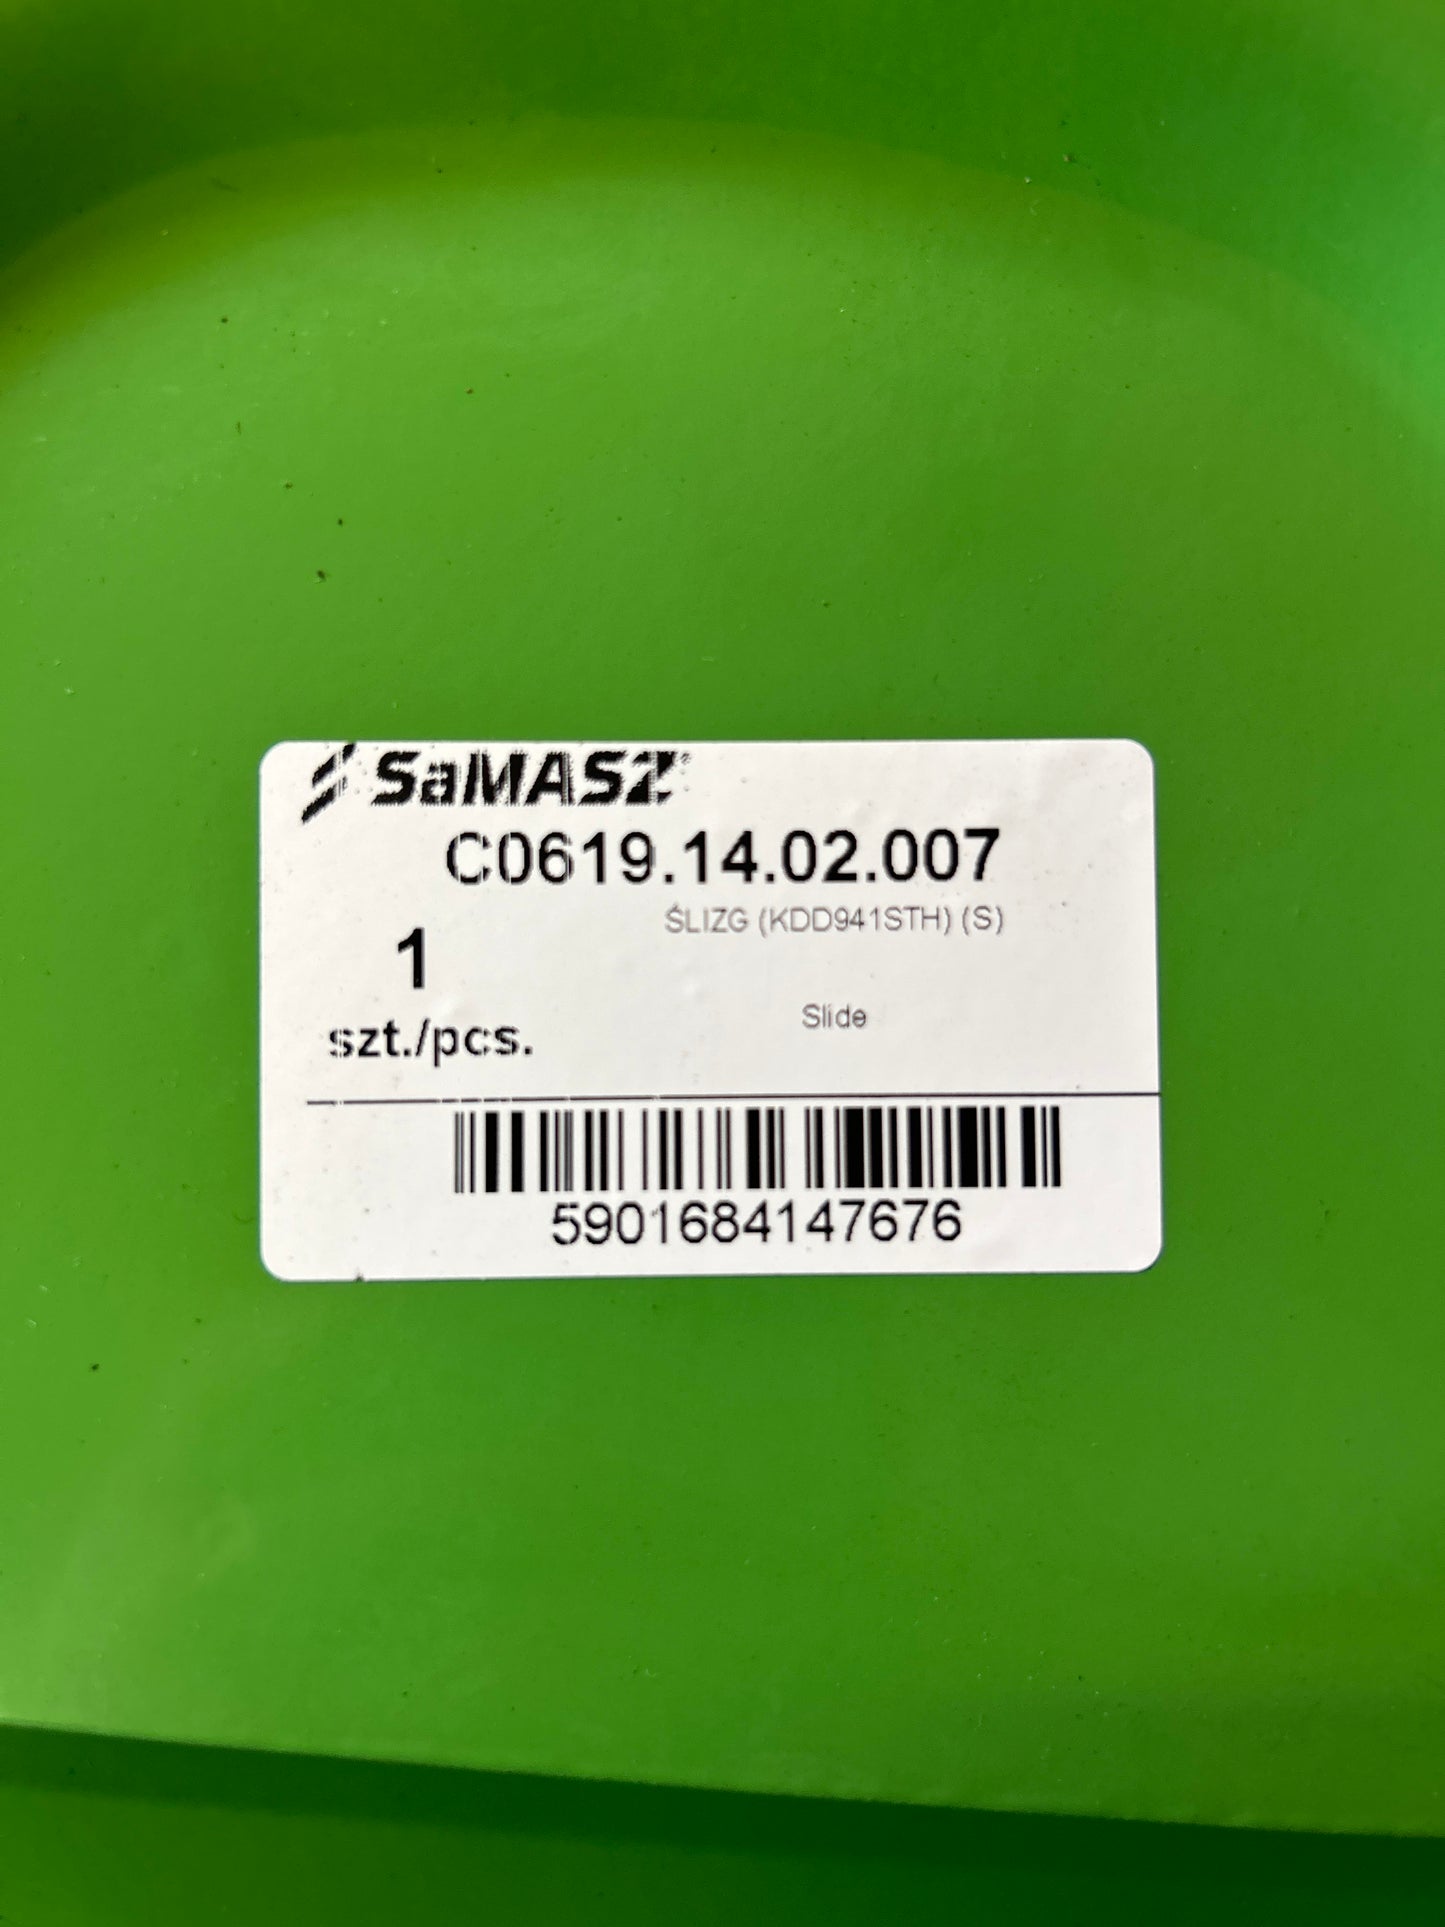 SaMASZ®
C0619.14.02.007
ŚLIZG (KDD941STH) (S)
1
szt./pcs.
Slide
5901684147676